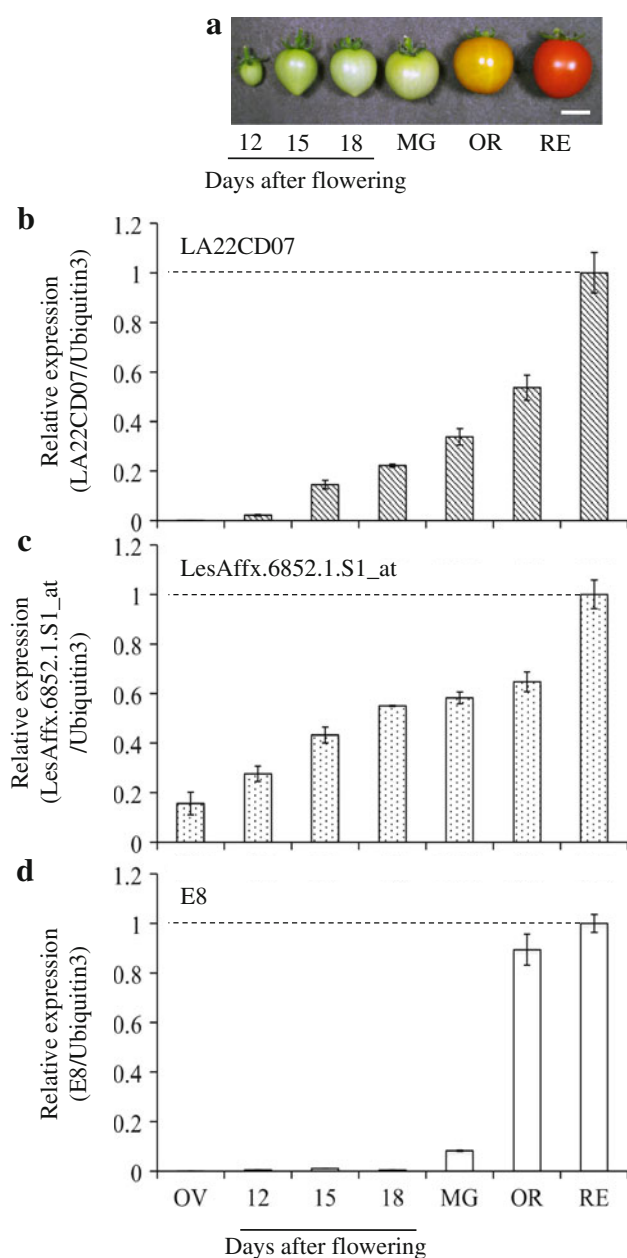 a
12 15 18 MG OR RE
Days after flowering
b
Relative expression
(LA22CD07/Ubiquitin3)
LA22CD07
1.2
1
0.8
0.6
0.4
0.2
0
c
Relative expression
(LesAffx.6852.1.S1_at
/Ubiquitin3)
LesAffx.6852.1.S1_at
1.2
1
0.8
0.6
0.4
0.2
0
d
Relative expression
(E8/Ubiquitin3)
E8
1.2
1
0.8
0.6
0.4
0.2
0
OV 12 15 18 MG OR RE
Days after flowering